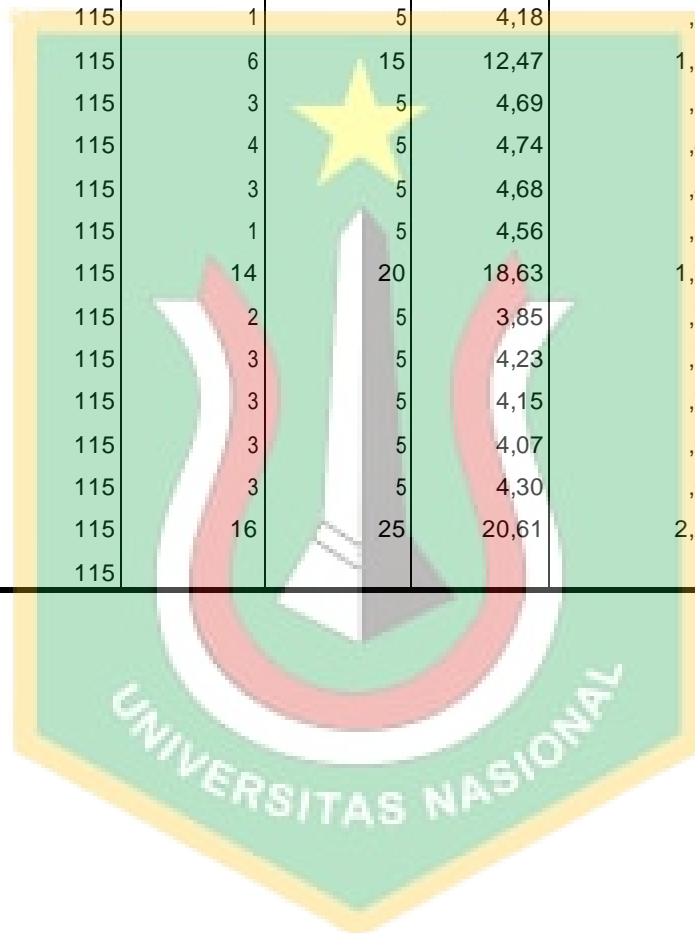 115 1 5 4,18 ,
115 6 15 12,47 1,
115 3 5 4,69 ,
115 4 5 4,74 ,
115 3 5 4,68 ,
115 1 5 4,56 ,
115 14 20 18,63 1,
115 2 5 3,85 ,
115 3 5 4,23 ,
115 3 5 4,15 ,
115 3 5 4,07 ,
115 3 5 4,30 ,
115 16 25 20,61 2,
115
UNIVERSITAS NASIONAL